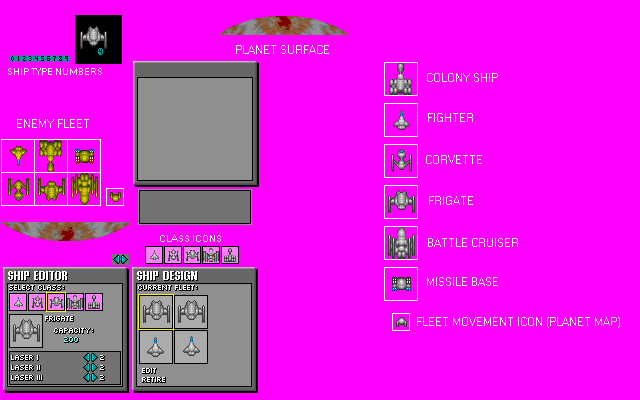 PLANET SURFACE
0123456789
SHIP TYPE NUMBERS
COLONY SHIP
FIGHTER
ENEMY FLEET
CORVETTE
FRIGATE
CLASS ICONS
BATTLE CRUISER
MISSILE BASE
FLEET MOVEMENT ICON (PLANET MAP)
SHIP EDITOR
SELECT CLASS:
FRIGATE
CAPACITY:
200
LASER I 2
LASER II 2
LASER III 2
SHIP DESIGN
CURRENT FLEET:
EDIT
RETIRE